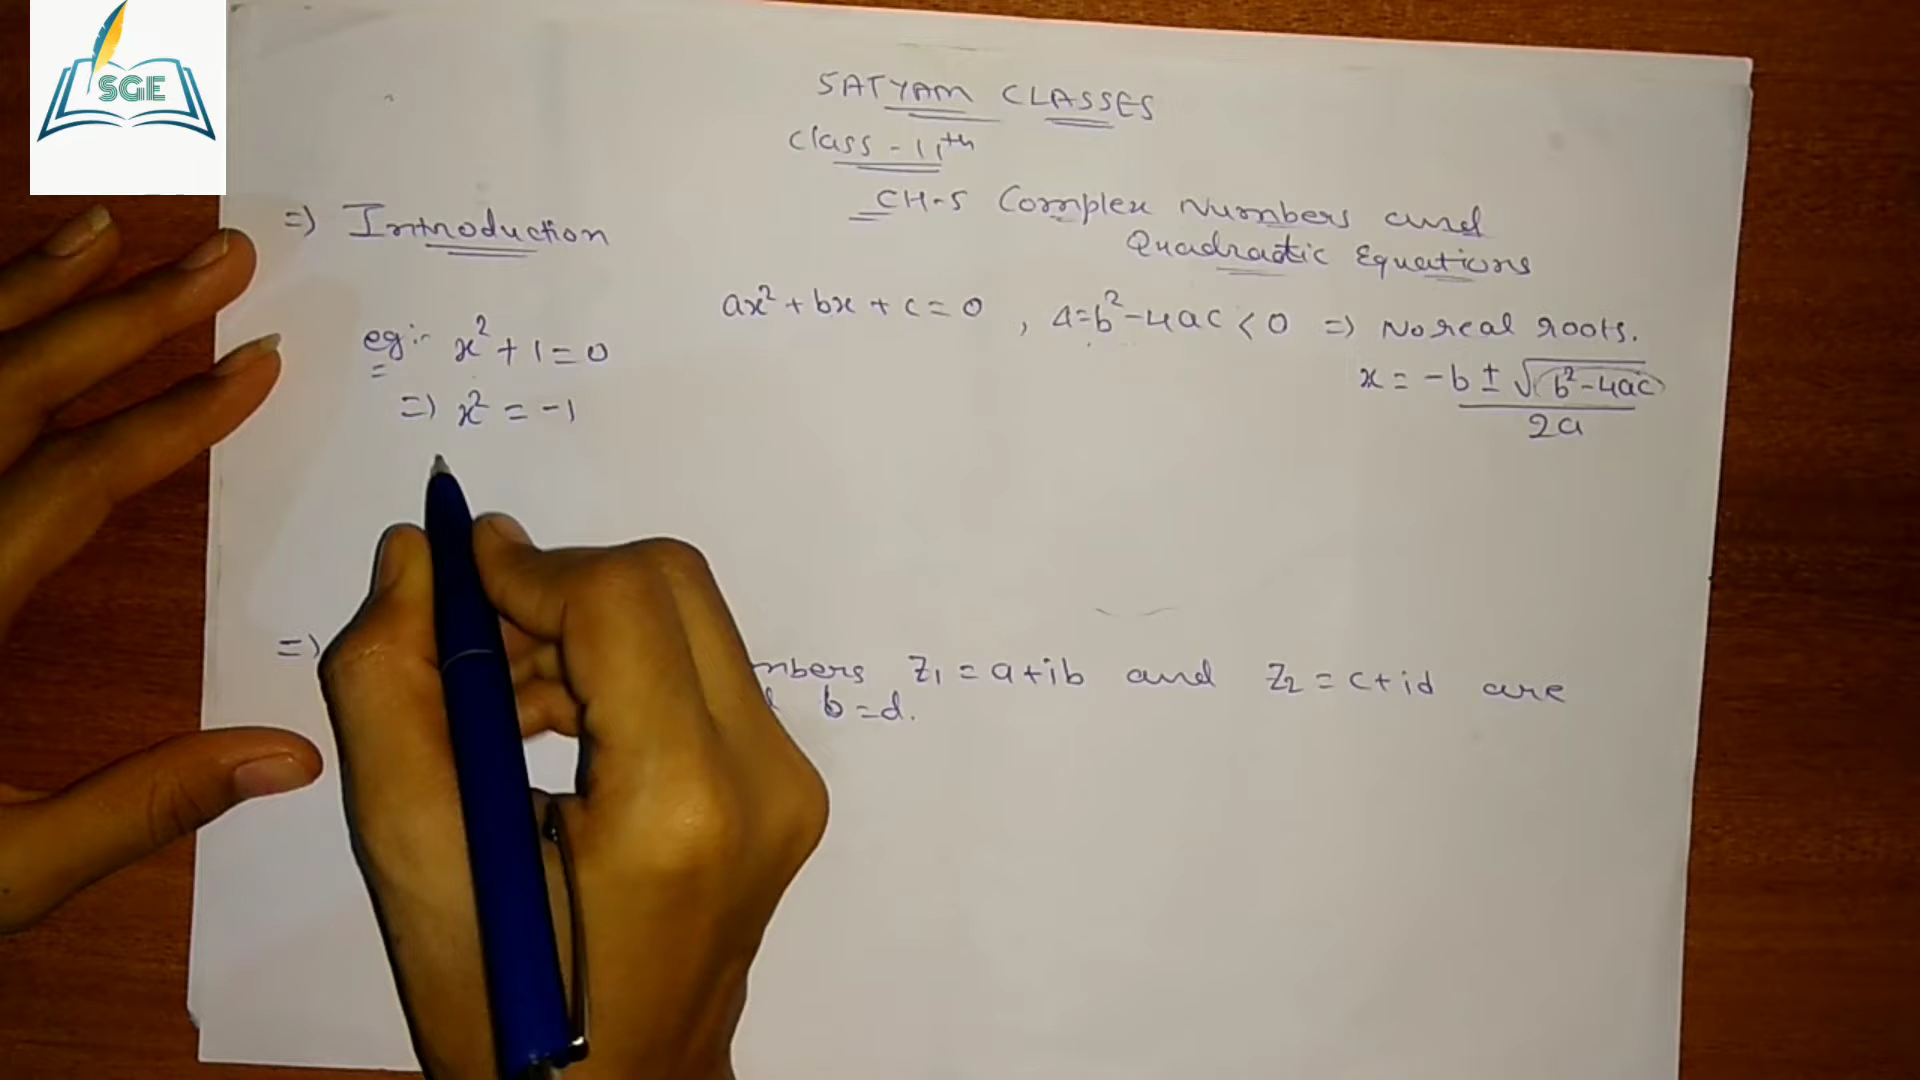 SGE
SATYAM CLASSES
Class - 11th
CH-5 Complex Numbers and
Quadractic Equations
=) Introduction
ax² + bx + c = 0 , Δ=b²-4ac < 0 => No real roots.
eg:- x² + 1 = 0
x = -b ± √b²-4ac
2a
=) x² = -1
=)
mbers Z₁ = a+ib and Z₂ = c+id are
b=d.